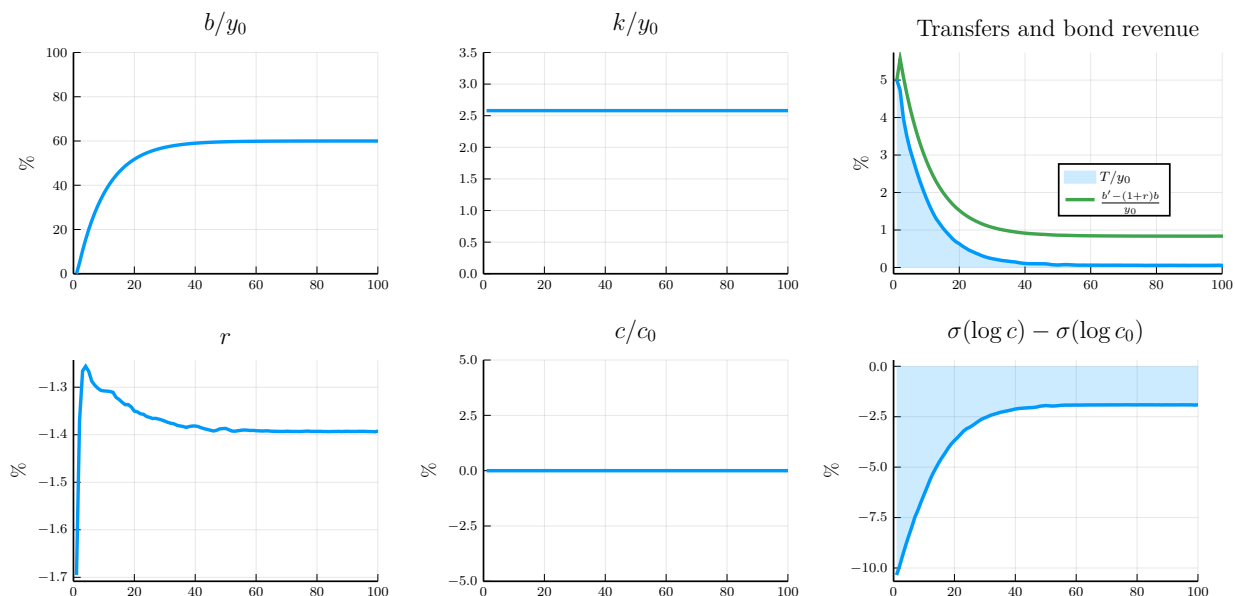 b/y₀
%
100
80
60
40
20
0
0 20 40 60 80 100
k/y₀
3.5
3.0
2.5
2.0
1.5
1.0
0.5
0.0
0 20 40 60 80 100
Transfers and bond revenue
%
5
4
3
2
1
0
0 20 40 60 80 100
T/y₀
b′−(1+r)b
y₀
r
%
−1.3
−1.4
−1.5
−1.6
−1.7
0 20 40 60 80 100
c/c₀
%
5.0
2.5
0.0
−2.5
−5.0
0 20 40 60 80 100
σ(log c) − σ(log c₀)
%
0.0
−2.5
−5.0
−7.5
−10.0
0 20 40 60 80 100